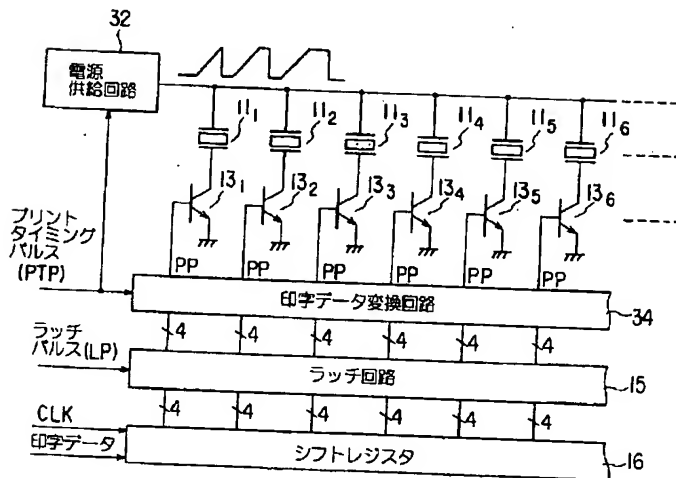 32
電源
供給回路
11₁
11₂
11₃
11₄
11₅
11₆
13₁
13₂
13₃
13₄
13₅
13₆
プリント
タイミング
パルス
(PTP)
PP
PP
PP
PP
PP
PP
印字データ変換回路
34
4
4
4
4
4
4
ラッチ
パルス(LP)
ラッチ回路
15
4
4
4
4
4
4
CLK
印字データ
シフトレジスタ
16